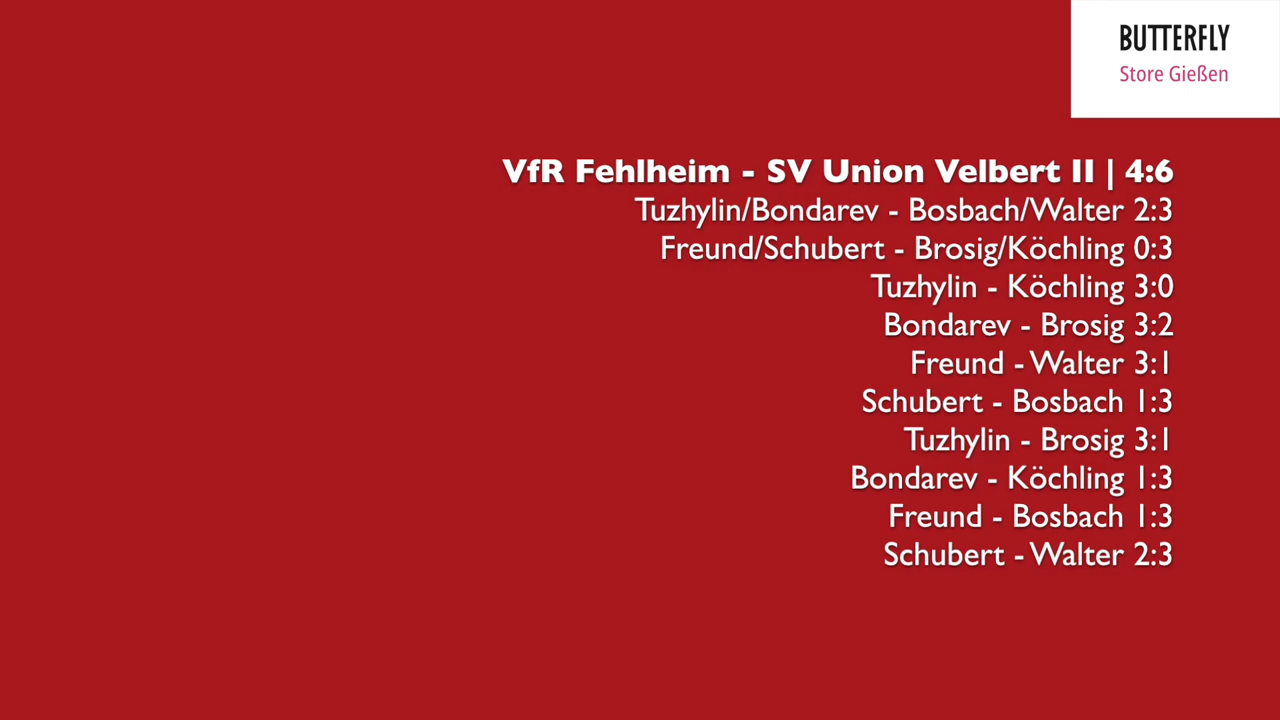 BUTTERFLY
Store Gießen
VfR Fehlheim - SV Union Velbert II | 4:6
Tuzhylin/Bondarev - Bosbach/Walter 2:3
Freund/Schubert - Brosig/Köchling 0:3
Tuzhylin - Köchling 3:0
Bondarev - Brosig 3:2
Freund - Walter 3:1
Schubert - Bosbach 1:3
Tuzhylin - Brosig 3:1
Bondarev - Köchling 1:3
Freund - Bosbach 1:3
Schubert - Walter 2:3